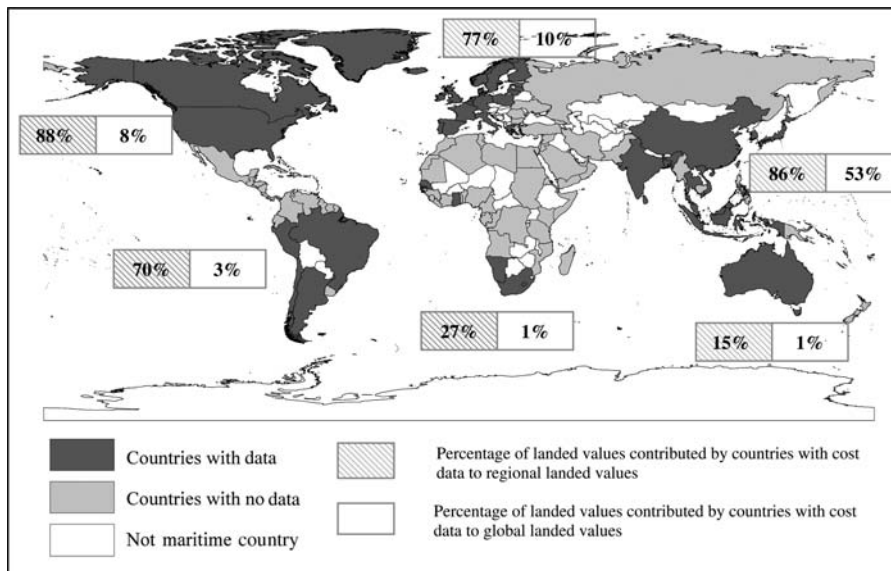 77% 10%
88% 8%
86% 53%
70% 3%
27% 1%
15% 1%
Countries with data
Countries with no data
Not maritime country
Percentage of landed values contributed by countries with cost
data to regional landed values
Percentage of landed values contributed by countries with cost
data to global landed values